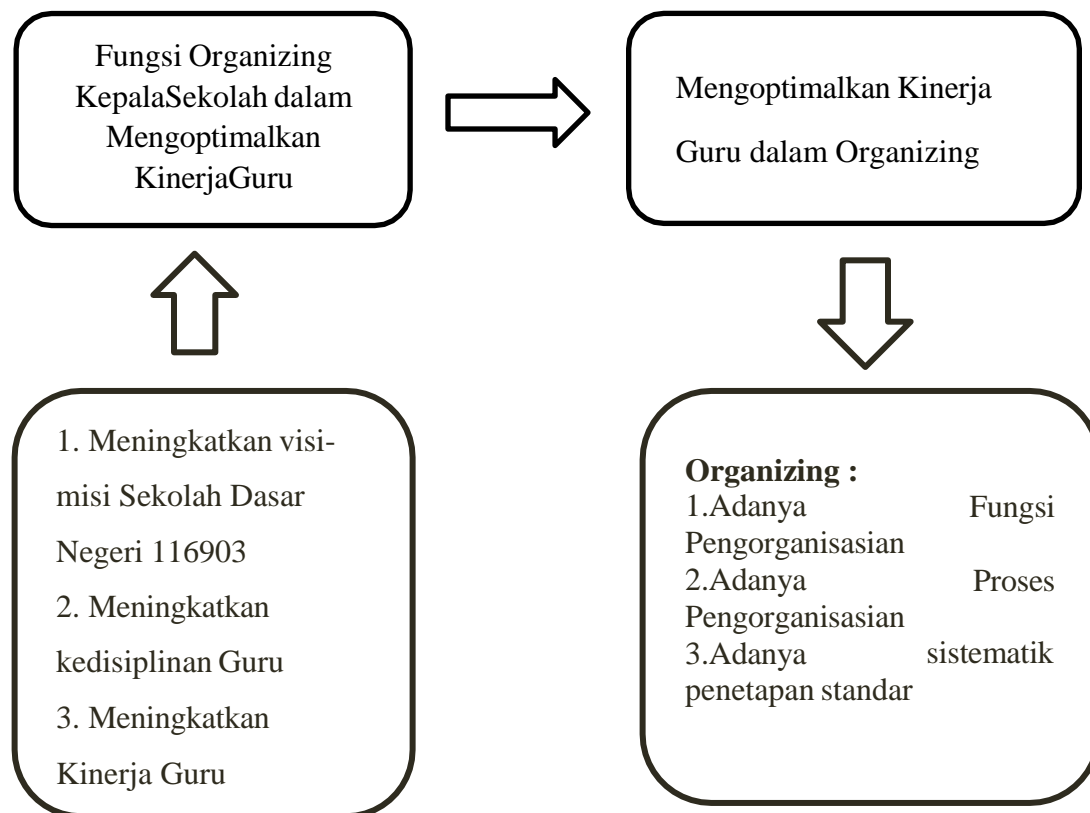 Fungsi Organizing
KepalaSekolah dalam
Mengoptimalkan
KinerjaGuru
Mengoptimalkan Kinerja
Guru dalam Organizing
1. Meningkatkan visi-
misi Sekolah Dasar
Negeri 116903
2. Meningkatkan
kedisiplinan Guru
3. Meningkatkan
Kinerja Guru
Organizing :
1.Adanya Fungsi
Pengorganisasian
2.Adanya Proses
Pengorganisasian
3.Adanya sistematik
penetapan standar